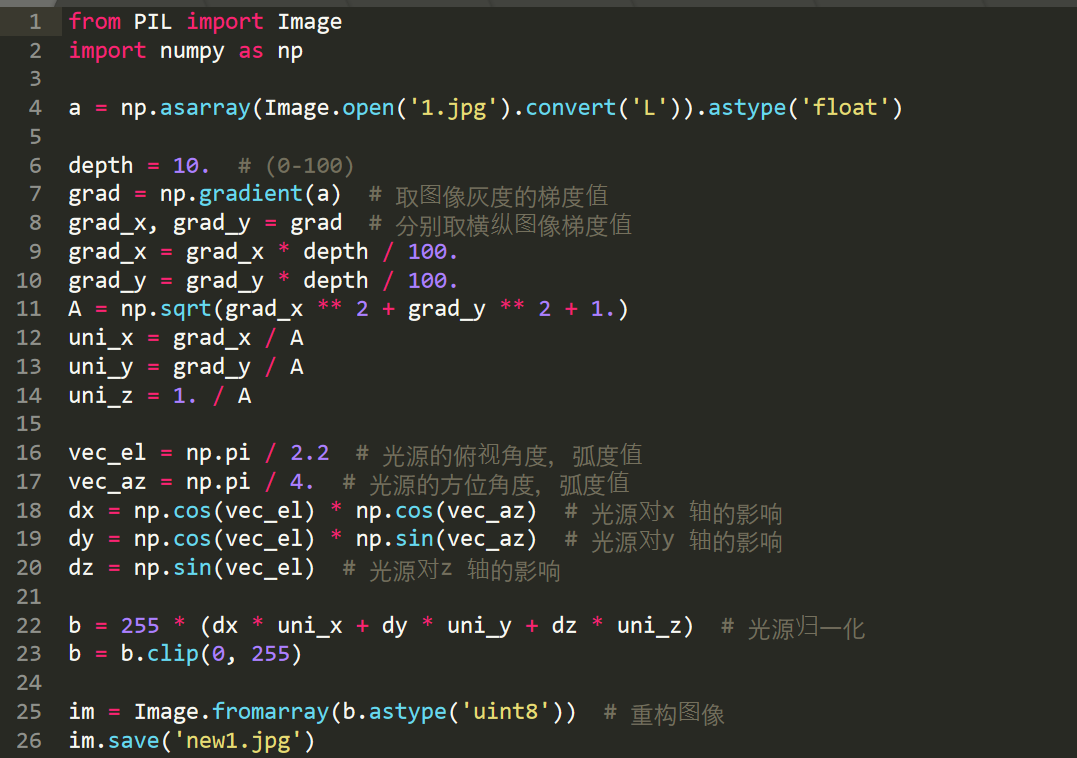 1 from PIL import Image
2 import numpy as np
3
4 a = np.asarray(Image.open('1.jpg').convert('L')).astype('float')
5
6 depth = 10.  # (0-100)
7 grad = np.gradient(a)  # 取图像灰度的梯度值
8 grad_x, grad_y = grad  # 分别取横纵图像梯度值
9 grad_x = grad_x * depth / 100.
10 grad_y = grad_y * depth / 100.
11 A = np.sqrt(grad_x ** 2 + grad_y ** 2 + 1.)
12 uni_x = grad_x / A
13 uni_y = grad_y / A
14 uni_z = 1. / A
15
16 vec_el = np.pi / 2.2  # 光源的俯视角度，弧度值
17 vec_az = np.pi / 4.  # 光源的方位角度，弧度值
18 dx = np.cos(vec_el) * np.cos(vec_az)  # 光源对x 轴的影响
19 dy = np.cos(vec_el) * np.sin(vec_az)  # 光源对y 轴的影响
20 dz = np.sin(vec_el)  # 光源对z 轴的影响
21
22 b = 255 * (dx * uni_x + dy * uni_y + dz * uni_z)  # 光源归一化
23 b = b.clip(0, 255)
24
25 im = Image.fromarray(b.astype('uint8'))  # 重构图像
26 im.save('new1.jpg')